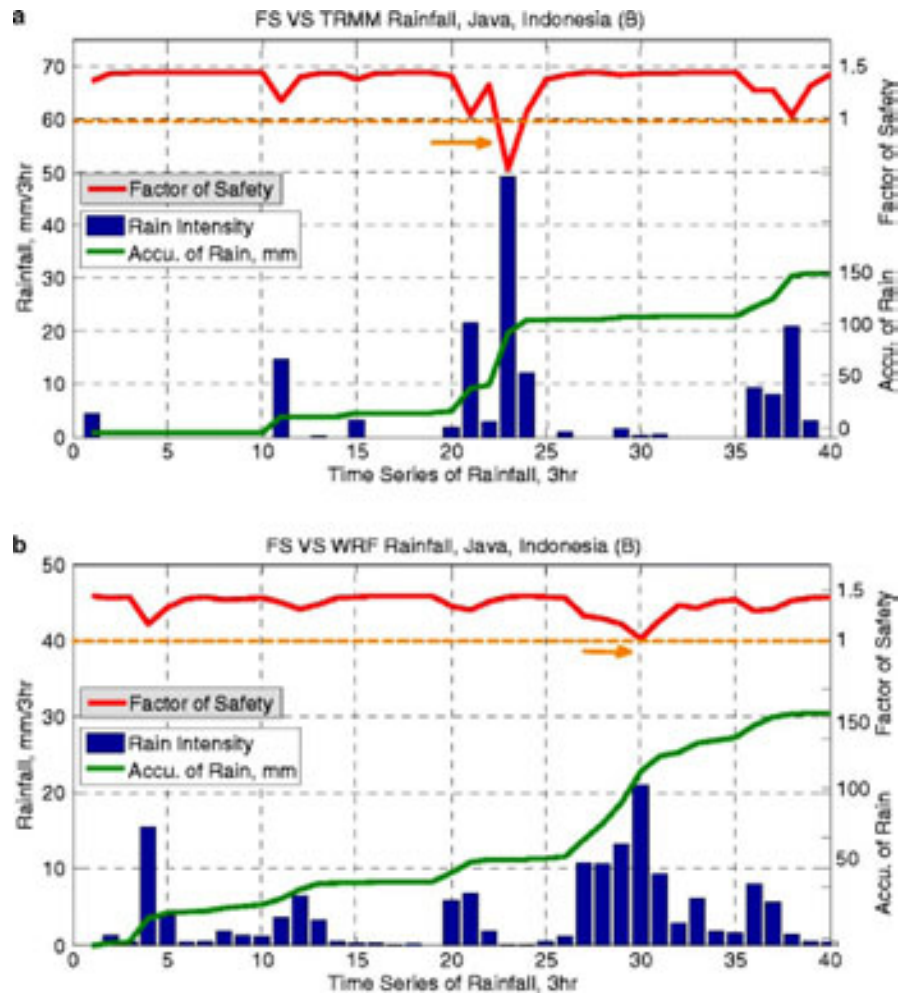 a
FS VS TRMM Rainfall, Java, Indonesia (B)
Rainfall, mm/3hr
70
60
50
40
30
20
10
0
Factor of Safety
Rain Intensity
Accu. of Rain, mm
1.5
1
Factor of Safety
150
100
50
0
Accu. of Rain
0 5 10 15 20 25 30 35 40
Time Series of Rainfall, 3hr
b
FS VS WRF Rainfall, Java, Indonesia (B)
Rainfall, mm/3hr
50
40
30
20
10
0
Factor of Safety
Rain Intensity
Accu. of Rain, mm
1.5
1
Factor of Safety
150
100
50
Accu. of Rain
0 5 10 15 20 25 30 35 40
Time Series of Rainfall, 3hr